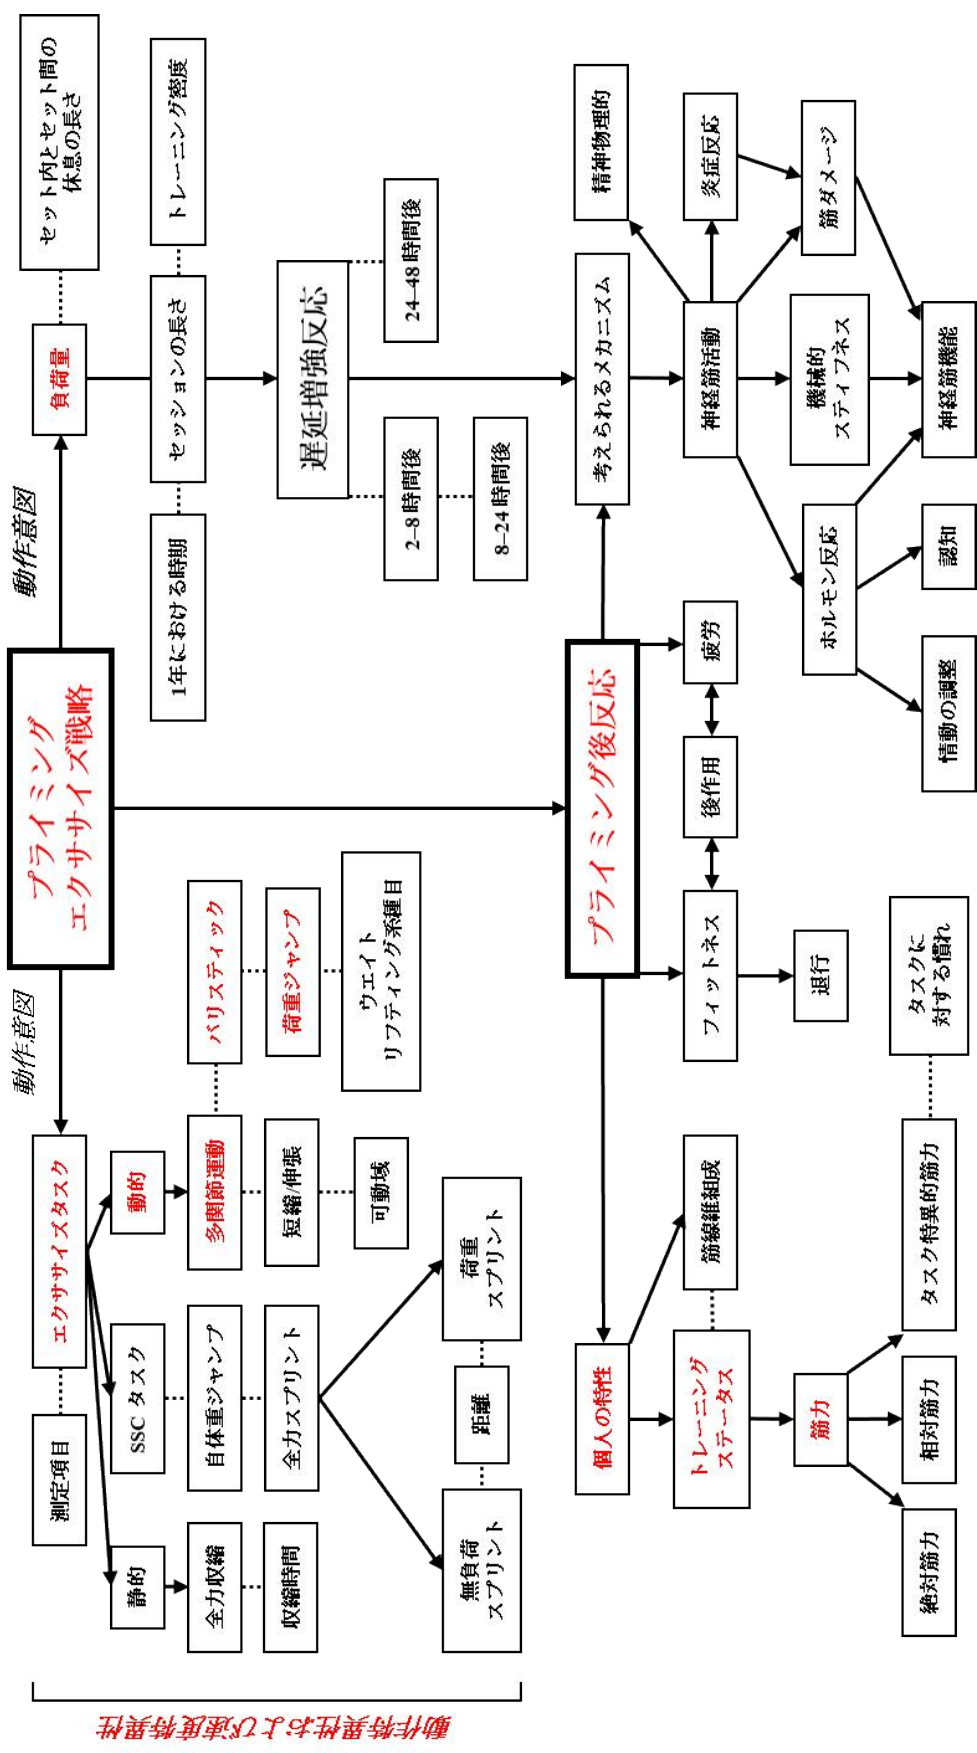 動作特異性および速度特異性
測定項目
エクササイズタスク
動作意図
プライミング
エクササイズ戦略
動作意図
負荷量
セット内とセット間の
休息の長さ
静的
SSC タスク
動的
全力収縮
自体重ジャンプ
多関節運動
バリスティック
収縮時間
全力スプリント
短縮/伸張
荷重ジャンプ
可動域
ウエイト
リフティング系種目
無負荷
スプリント
距離
荷重
スプリント
1年における時期
セッションの長さ
トレーニング密度
遅延増強反応
2–8 時間後
24–48 時間後
8–24 時間後
個人の特性
プライミング後反応
考えられるメカニズム
精神物理的
トレーニング
ステータス
筋線維組成
フィットネス
後作用
疲労
神経筋活動
炎症反応
筋力
退行
ホルモン反応
機械的
スティフネス
筋ダメージ
絶対筋力
相対筋力
タスク特異的筋力
タスクに
対する慣れ
情動の調整
認知
神経筋機能